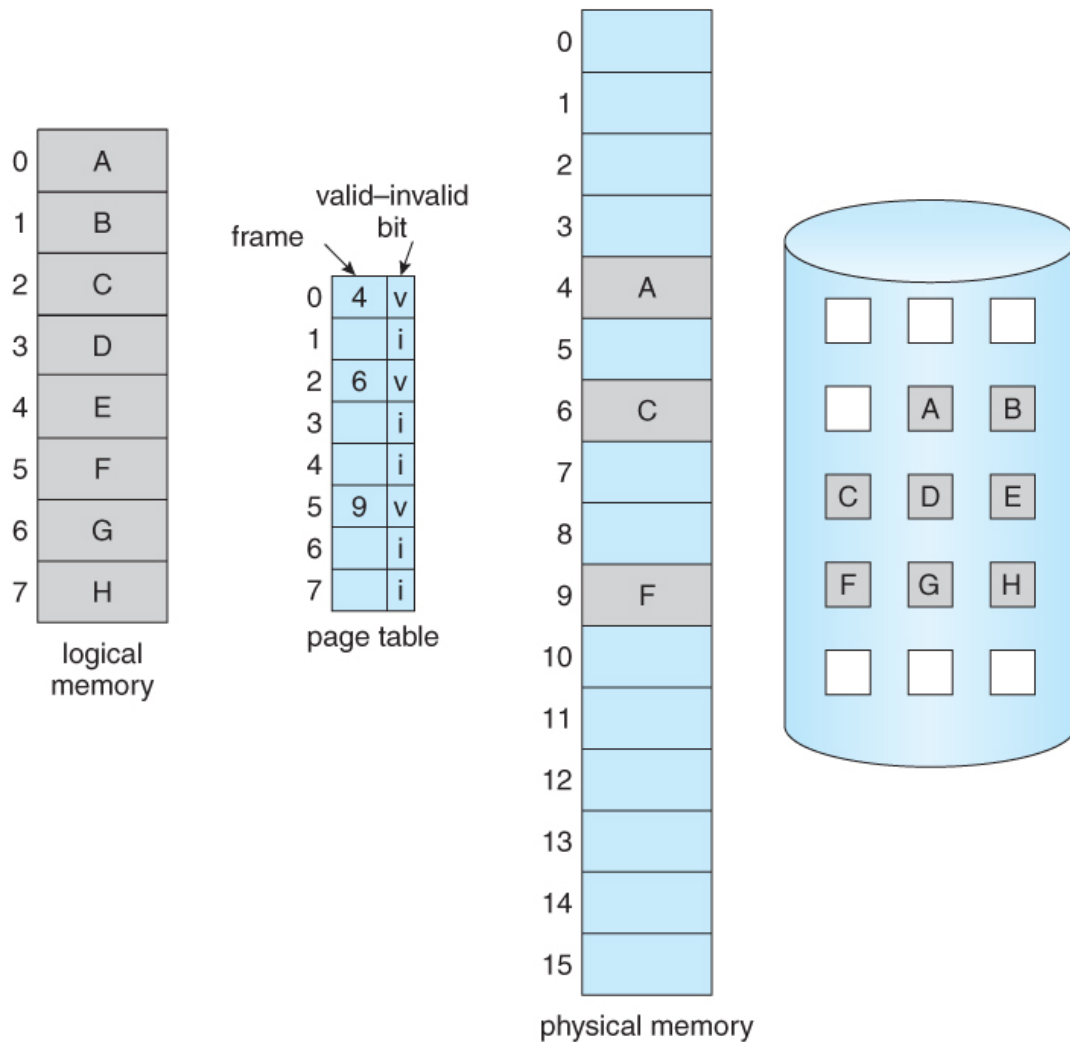 0 A
1 B
2 C
3 D
4 E
5 F
6 G
7 H
logical
memory
valid–invalid
bit
frame
0 4 v
1 i
2 6 v
3 i
4 i
5 9 v
6 i
7 i
page table
0
1
2
3
4 A
5
6 C
7
8
9 F
10
11
12
13
14
15
physical memory
A B
C D E
F G H